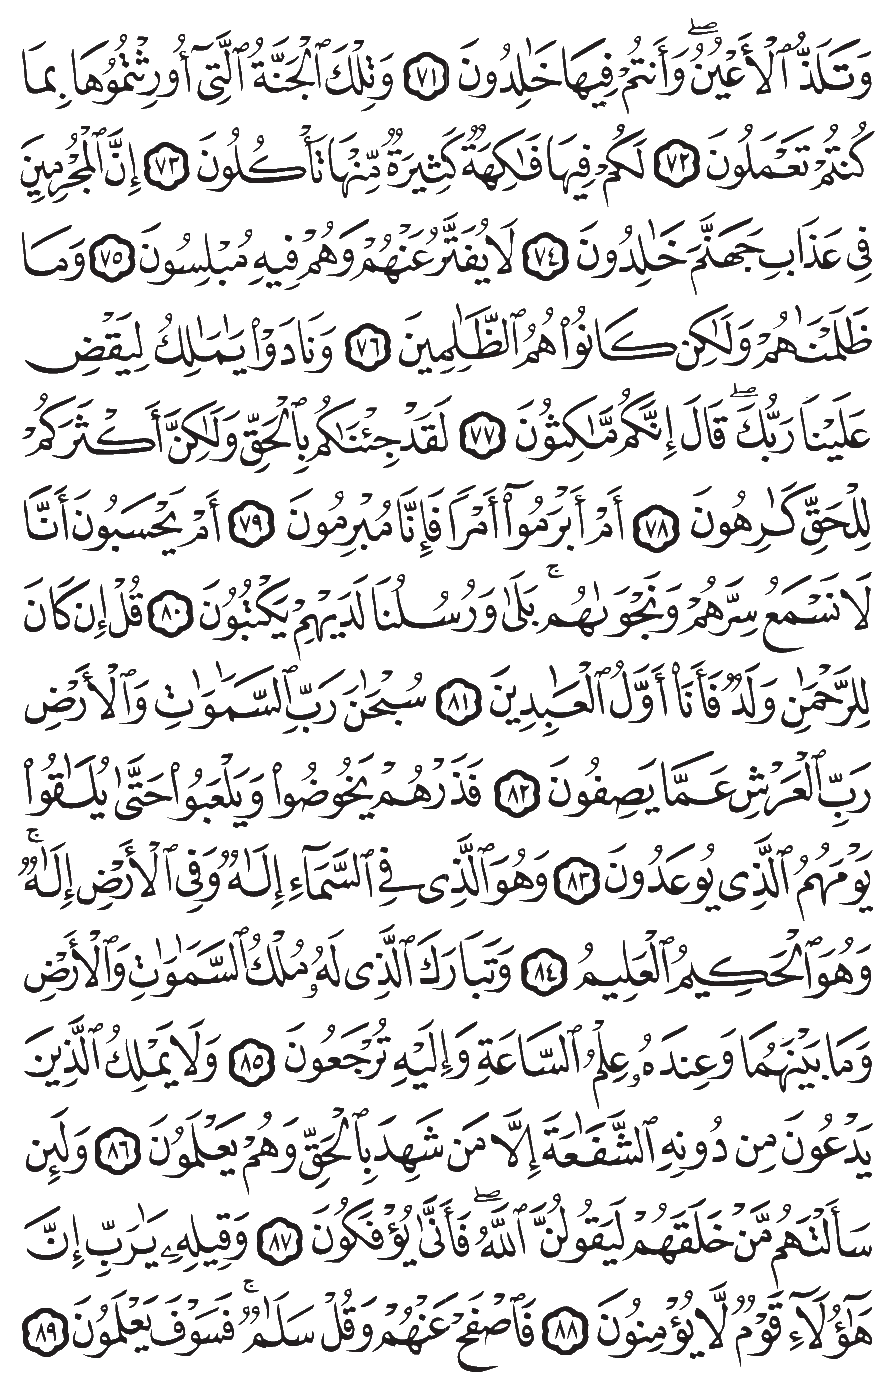 وَتَلَذُّ ٱلْأَعْيُنُ ۖ وَأَنتُمْ فِيهَا خَٰلِدُونَ ٧١ وَتِلْكَ ٱلْجَنَّةُ ٱلَّتِىٓ أُورِثْتُمُوهَا بِمَا
كُنتُمْ تَعْمَلُونَ ٧٢ لَكُمْ فِيهَا فَٰكِهَةٌ كَثِيرَةٌ مِّنْهَا تَأْكُلُونَ ٧٣ إِنَّ ٱلْمُجْرِمِينَ
فِى عَذَابِ جَهَنَّمَ خَٰلِدُونَ ٧٤ لَا يُفَتَّرُ عَنْهُمْ وَهُمْ فِيهِ مُبْلِسُونَ ٧٥ وَمَا
ظَلَمْنَٰهُمْ وَلَٰكِن كَانُوا۟ هُمُ ٱلظَّٰلِمِينَ ٧٦ وَنَادَوْا۟ يَٰمَٰلِكُ لِيَقْضِ
عَلَيْنَا رَبُّكَ ۖ قَالَ إِنَّكُم مَّٰكِثُونَ ٧٧ لَقَدْ جِئْنَٰكُم بِٱلْحَقِّ وَلَٰكِنَّ أَكْثَرَكُمْ
لِلْحَقِّ كَٰرِهُونَ ٧٨ أَمْ أَبْرَمُوٓا۟ أَمْرًا فَإِنَّا مُبْرِمُونَ ٧٩ أَمْ يَحْسَبُونَ أَنَّا
لَا نَسْمَعُ سِرَّهُمْ وَنَجْوَىٰهُم ۚ بَلَىٰ وَرُسُلُنَا لَدَيْهِمْ يَكْتُبُونَ ٨٠ قُلْ إِن كَانَ
لِلرَّحْمَٰنِ وَلَدٌ فَأَنَا۠ أَوَّلُ ٱلْعَٰبِدِينَ ٨١ سُبْحَٰنَ رَبِّ ٱلسَّمَٰوَٰتِ وَٱلْأَرْضِ
رَبِّ ٱلْعَرْشِ عَمَّا يَصِفُونَ ٨٢ فَذَرْهُمْ يَخُوضُوا۟ وَيَلْعَبُوا۟ حَتَّىٰ يُلَٰقُوا۟
يَوْمَهُمُ ٱلَّذِى يُوعَدُونَ ٨٣ وَهُوَ ٱلَّذِى فِى ٱلسَّمَآءِ إِلَٰهٌ وَفِى ٱلْأَرْضِ إِلَٰهٌ ۚ
وَهُوَ ٱلْحَكِيمُ ٱلْعَلِيمُ ٨٤ وَتَبَارَكَ ٱلَّذِى لَهُۥ مُلْكُ ٱلسَّمَٰوَٰتِ وَٱلْأَرْضِ
وَمَا بَيْنَهُمَا وَعِندَهُۥ عِلْمُ ٱلسَّاعَةِ وَإِلَيْهِ تُرْجَعُونَ ٨٥ وَلَا يَمْلِكُ ٱلَّذِينَ
يَدْعُونَ مِن دُونِهِ ٱلشَّفَٰعَةَ إِلَّا مَن شَهِدَ بِٱلْحَقِّ وَهُمْ يَعْلَمُونَ ٨٦ وَلَئِن
سَأَلْتَهُم مَّنْ خَلَقَهُمْ لَيَقُولُنَّ ٱللَّهُ ۖ فَأَنَّىٰ يُؤْفَكُونَ ٨٧ وَقِيلِهِۦ يَٰرَبِّ إِنَّ
هَٰٓؤُلَآءِ قَوْمٌ لَّا يُؤْمِنُونَ ٨٨ فَٱصْفَحْ عَنْهُمْ وَقُلْ سَلَٰمٌ ۚ فَسَوْفَ يَعْلَمُونَ ٨٩